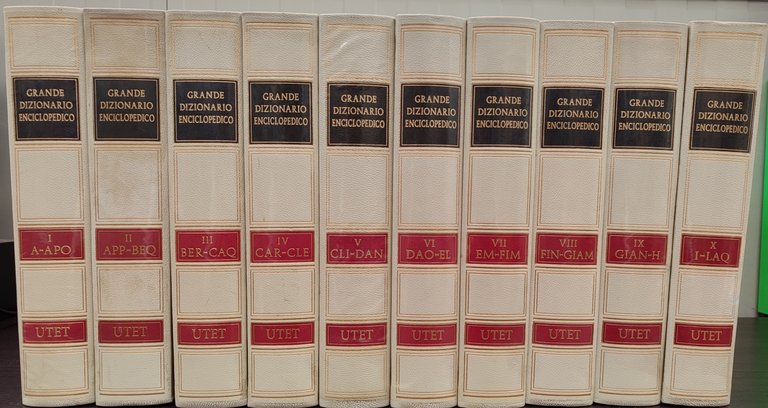 GRANDE
DIZIONARIO
ENCICLOPEDICO
I
A-APO
UTET
GRANDE
DIZIONARIO
ENCICLOPEDICO
II
APP-BEQ
UTET
GRANDE
DIZIONARIO
ENCICLOPEDICO
III
BER-CAQ
UTET
GRANDE
DIZIONARIO
ENCICLOPEDICO
IV
CAR-CLE
UTET
GRANDE
DIZIONARIO
ENCICLOPEDICO
V
CLI-DAN
UTET
GRANDE
DIZIONARIO
ENCICLOPEDICO
VI
DAO-EL
UTET
GRANDE
DIZIONARIO
ENCICLOPEDICO
VII
EM-FIM
UTET
GRANDE
DIZIONARIO
ENCICLOPEDICO
VIII
FIN-GIAM
UTET
GRANDE
DIZIONARIO
ENCICLOPEDICO
IX
GIAN-H
UTET
GRANDE
DIZIONARIO
ENCICLOPEDICO
X
I-LAQ
UTET